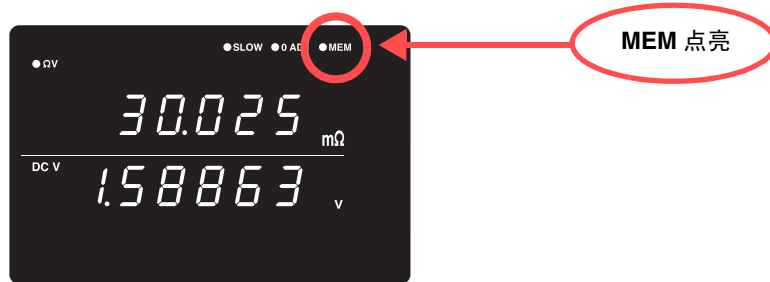 ●SLOW ●0 AD ●MEM
●ΩV
30.025 mΩ
DC V
1.58863 V
MEM 点亮